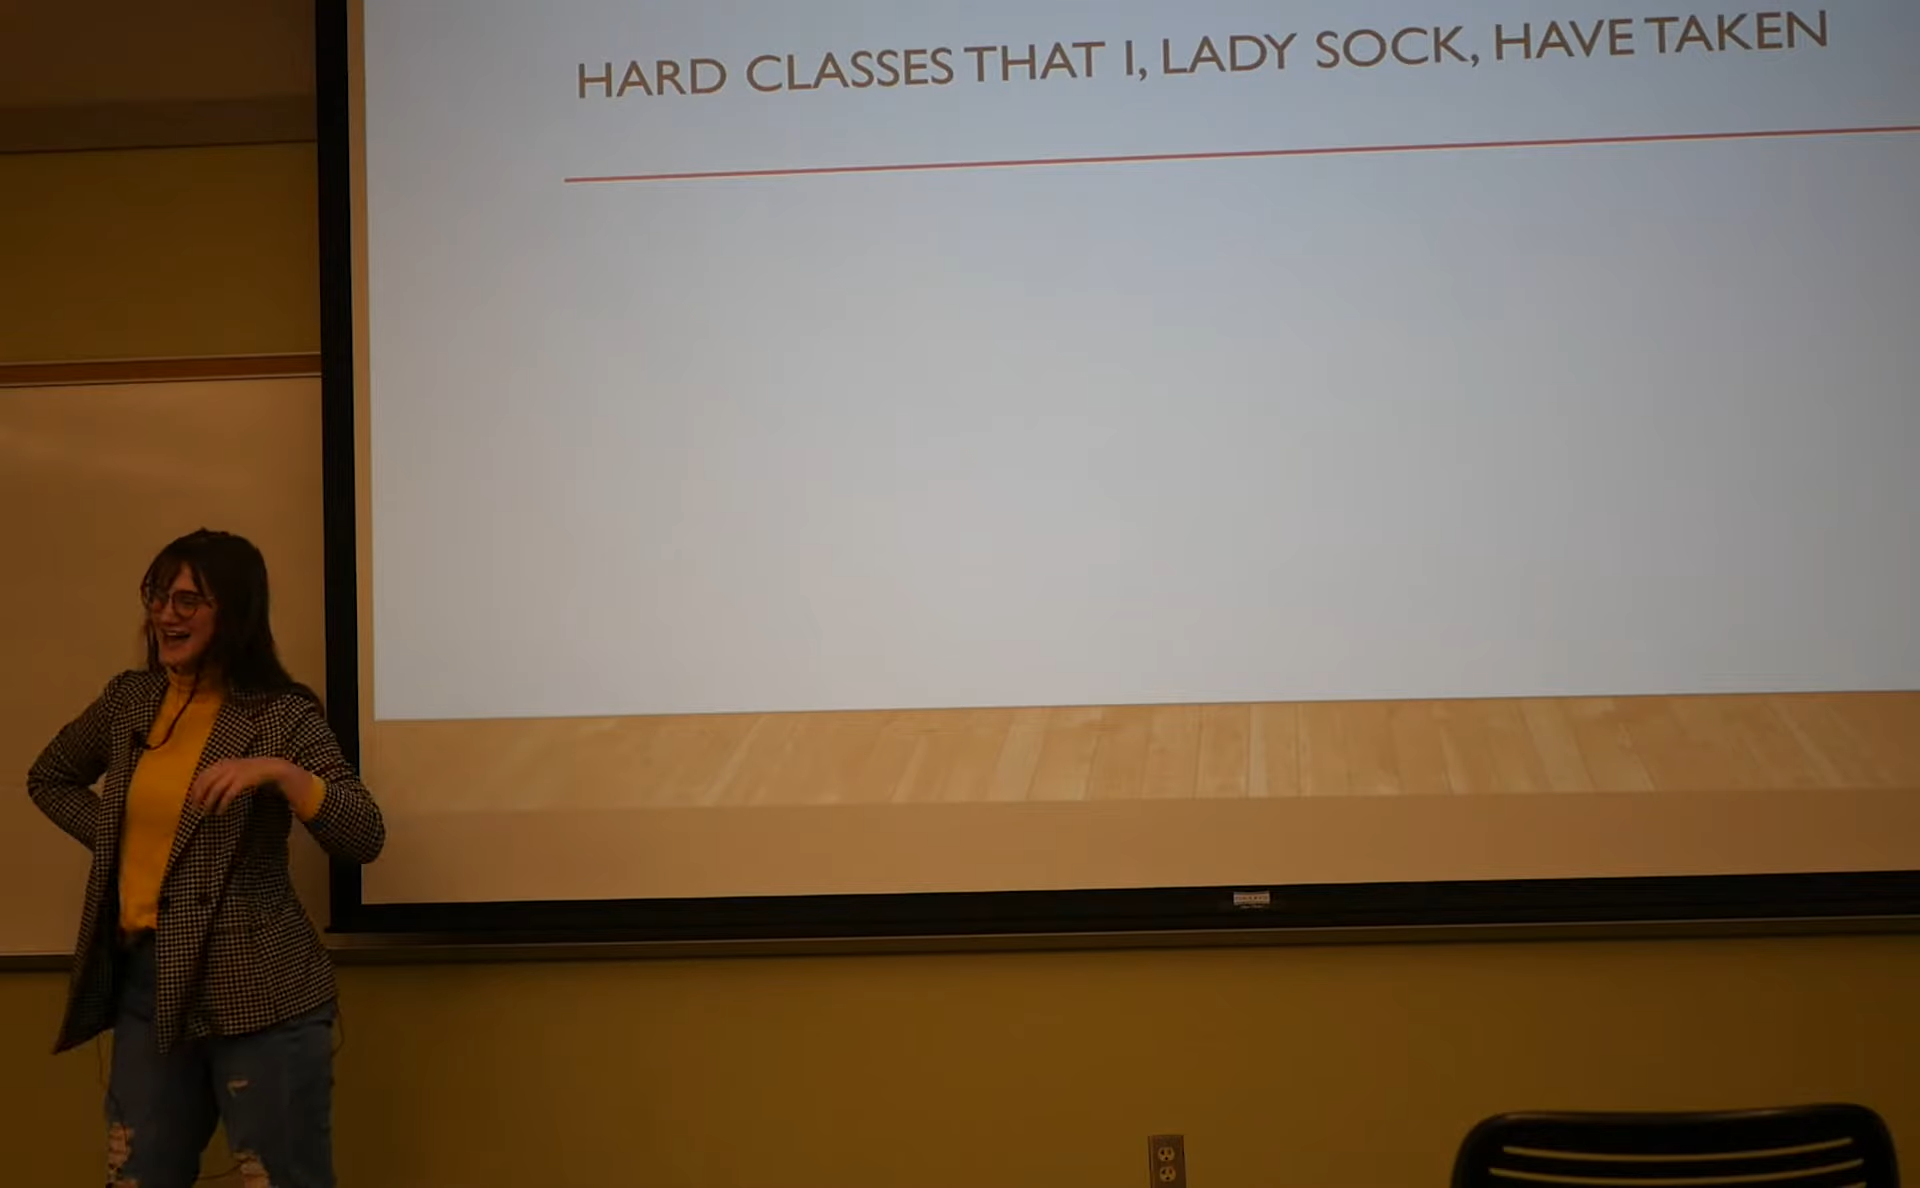 HARD CLASSES THAT I, LADY SOCK, HAVE TAKEN